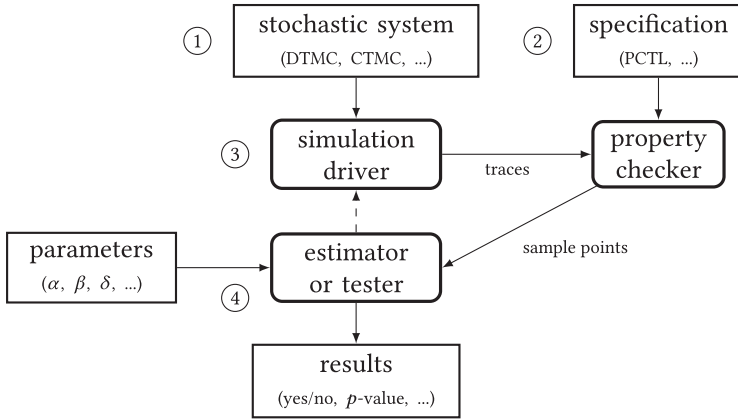 1
stochastic system
(DTMC, CTMC, ...)
2
specification
(PCTL, ...)
3
simulation
driver
traces
property
checker
sample points
parameters
(α, β, δ, ...)
4
estimator
or tester
results
(yes/no, p-value, ...)